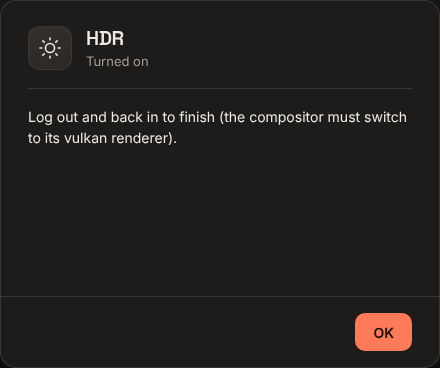 HDR
Turned on
Log out and back in to finish (the compositor must switch
to its vulkan renderer).
OK